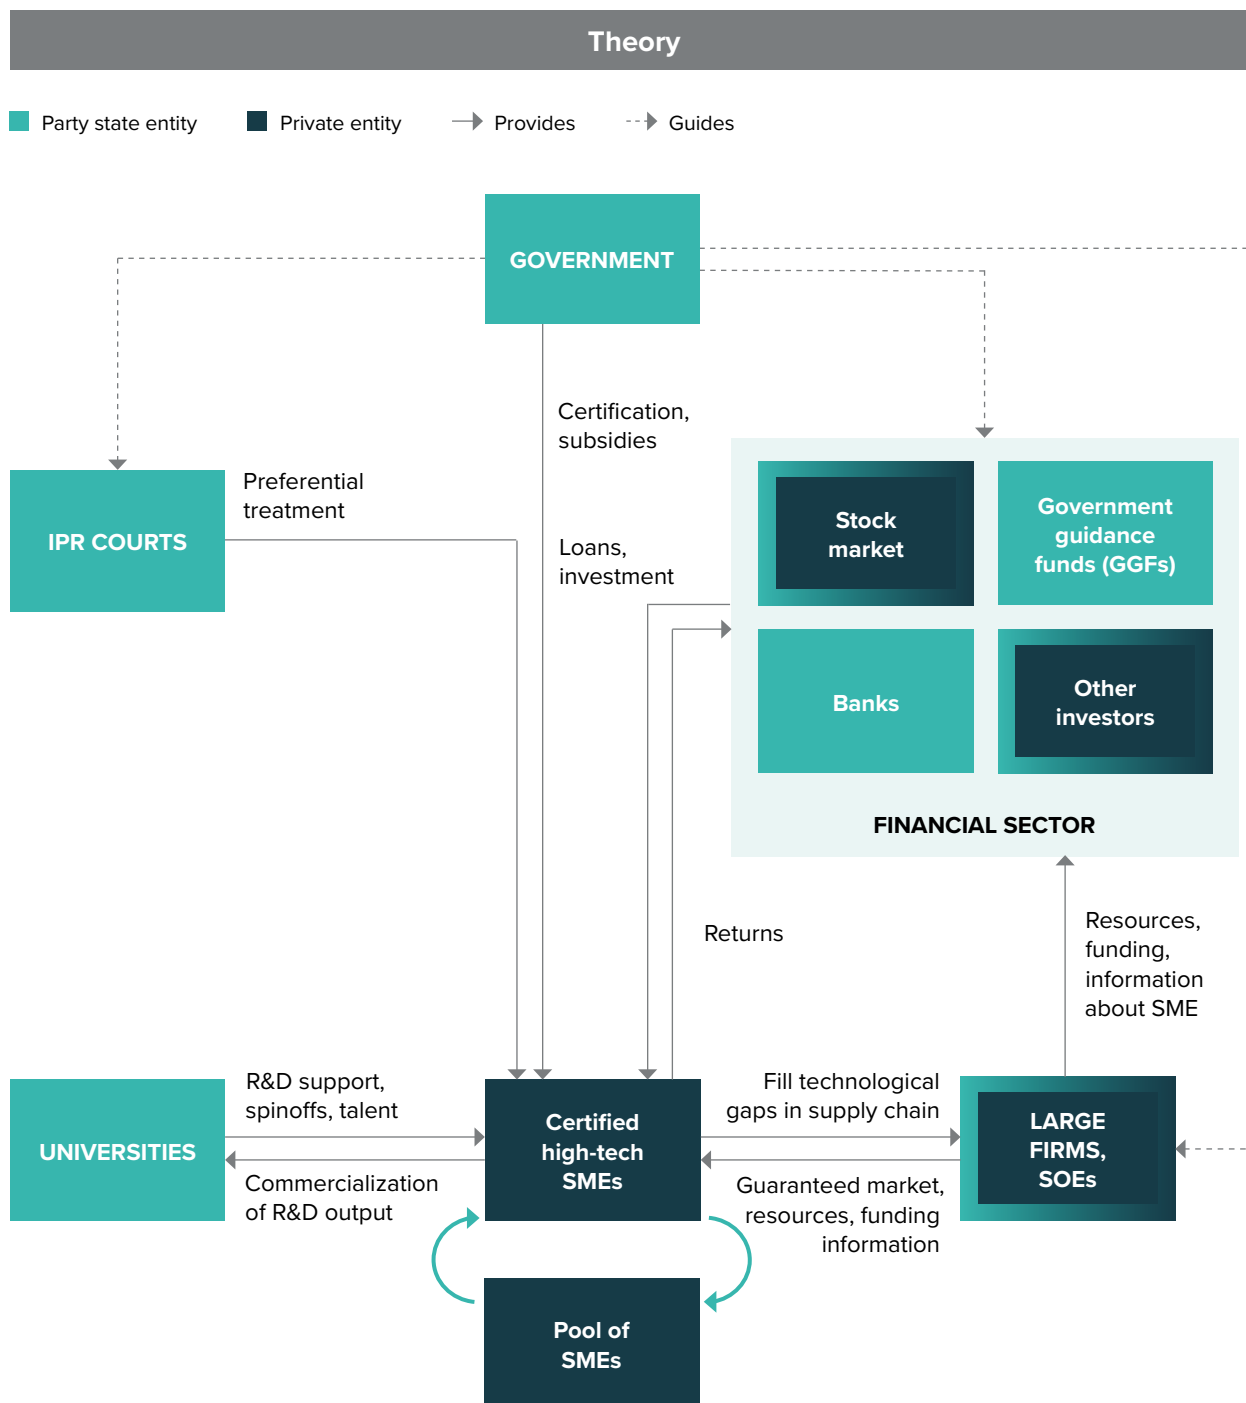 Theory
Party state entity
Private entity
Provides
Guides
GOVERNMENT
Certification,
subsidies
Preferential
treatment
IPR COURTS
Loans,
investment
Stock
market
Government
guidance
funds (GGFs)
Banks
Other
investors
FINANCIAL SECTOR
Returns
Resources,
funding,
information
about SME
UNIVERSITIES
R&D support,
spinoffs, talent
Commercialization
of R&D output
Certified
high-tech
SMEs
Fill technological
gaps in supply chain
Guaranteed market,
resources, funding
information
LARGE
FIRMS,
SOEs
Pool of
SMEs